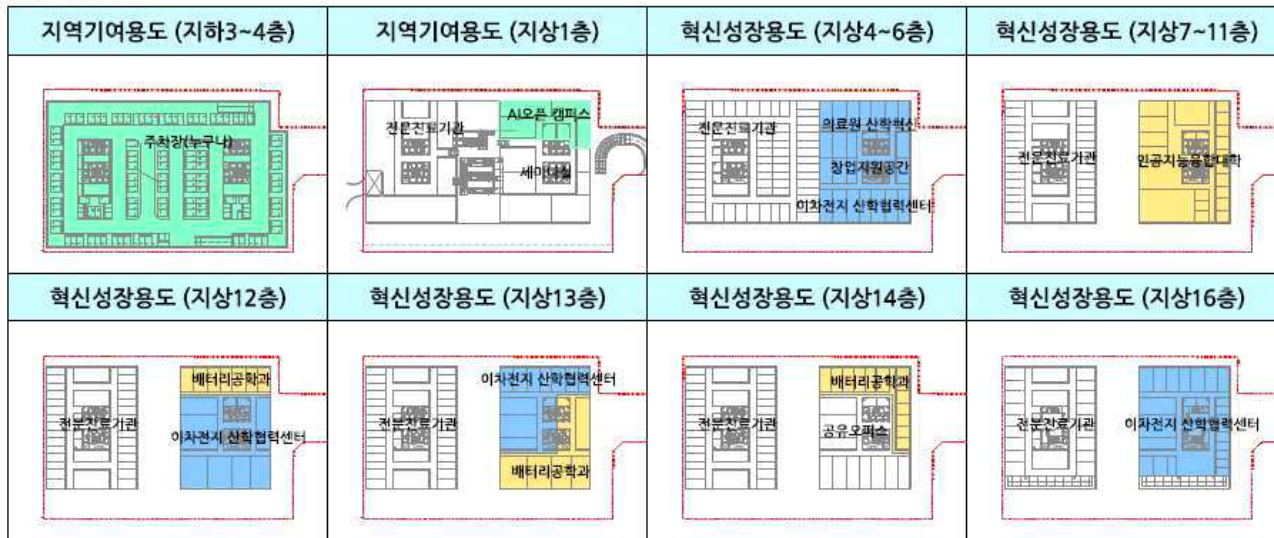 지역기여용도 (지하3~4층)
지역기여용도 (지상1층)
혁신성장용도 (지상4~6층)
혁신성장용도 (지상7~11층)
주차장(누구나)
AI오픈 캠퍼스
전문진료기관
세미나실
전문진료기관
의료원 산학혁신
창업지원공간
이차전지 산학협력센터
전문진료기관
인공지능융합대학
혁신성장용도 (지상12층)
혁신성장용도 (지상13층)
혁신성장용도 (지상14층)
혁신성장용도 (지상16층)
배터리공학과
전문진료기관
이차전지 산학협력센터
이차전지 산학협력센터
전문진료기관
배터리공학과
배터리공학과
전문진료기관
공유오피스
전문진료기관
이차전지 산학협력센터